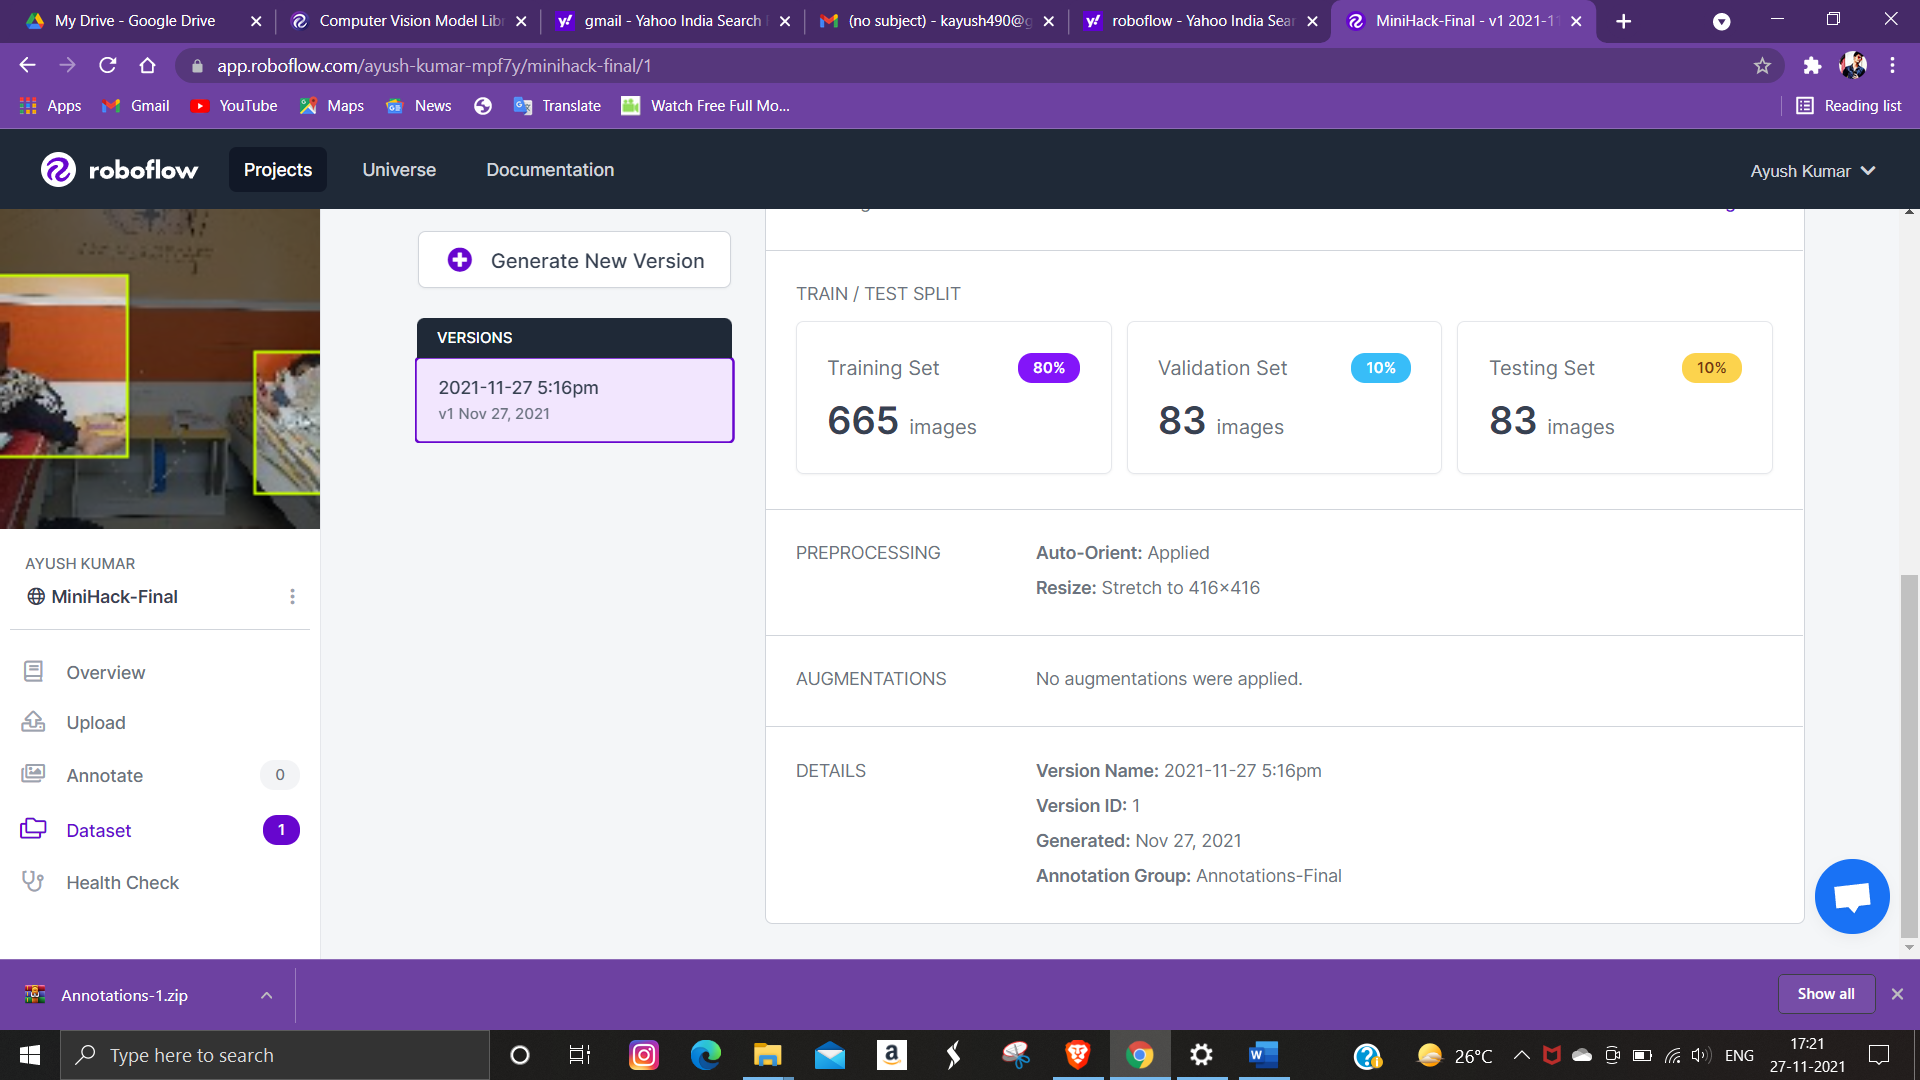 My Drive - Google Drive
Computer Vision Model Libr
gmail - Yahoo India Search
(no subject) - kayush490@g
roboflow - Yahoo India Sear
MiniHack-Final - v1 2021-11
app.roboflow.com/ayush-kumar-mpf7y/minihack-final/1
Apps
Gmail
YouTube
Maps
News
Translate
Watch Free Full Mo...
Reading list
roboflow
Projects
Universe
Documentation
Ayush Kumar
Generate New Version
VERSIONS
2021-11-27 5:16pm
v1 Nov 27, 2021
TRAIN / TEST SPLIT
Training Set 80%
665 images
Validation Set 10%
83 images
Testing Set 10%
83 images
PREPROCESSING
Auto-Orient: Applied
Resize: Stretch to 416×416
AUGMENTATIONS
No augmentations were applied.
DETAILS
Version Name: 2021-11-27 5:16pm
Version ID: 1
Generated: Nov 27, 2021
Annotation Group: Annotations-Final
AYUSH KUMAR
MiniHack-Final
Overview
Upload
Annotate 0
Dataset 1
Health Check
Annotations-1.zip
Show all
Type here to search
26°C
ENG
17:21
27-11-2021